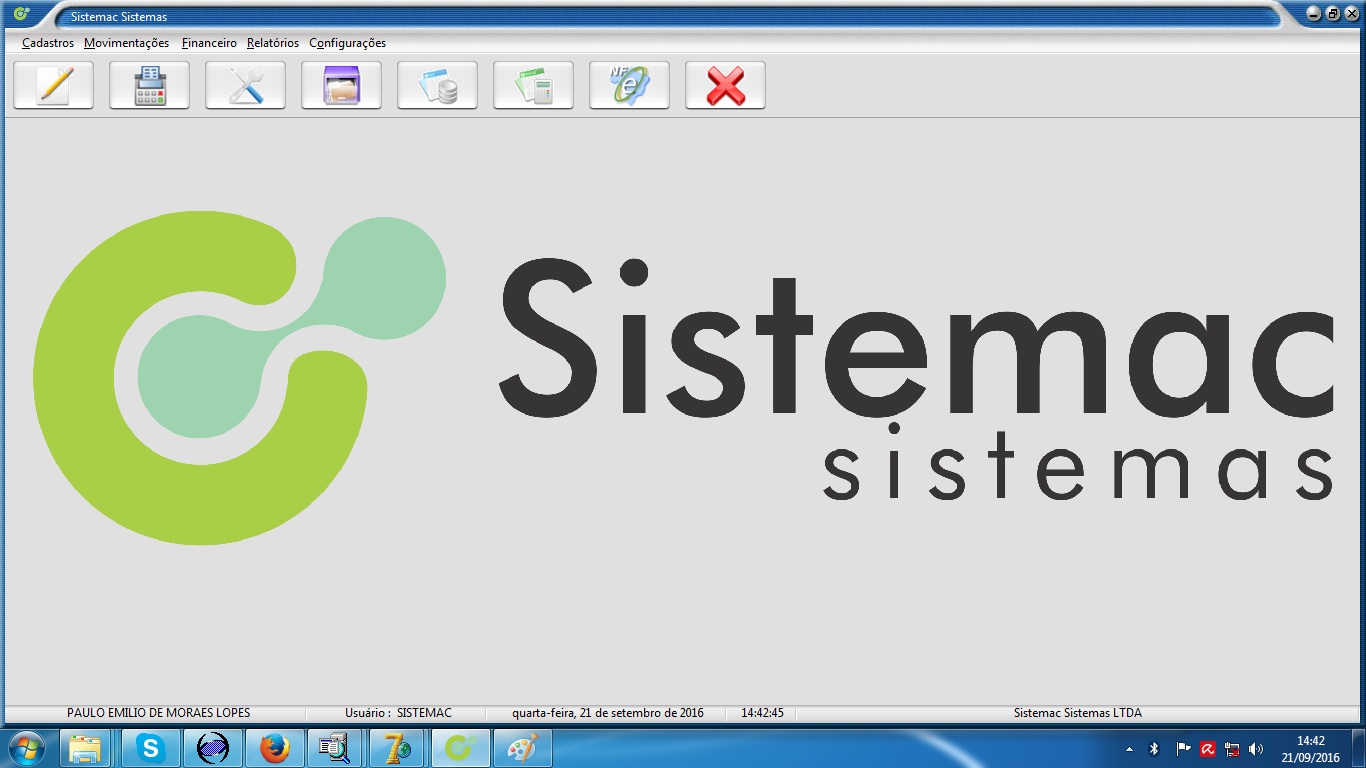 Sistemac Sistemas
Cadastros Movimentações Financeiro Relatórios Configurações
NF e
Sistemac
sistemas
PAULO EMILIO DE MORAES LOPES Usuário : SISTEMAC quarta-feira, 21 de setembro de 2016 14:42:45 Sistemac Sistemas LTDA
14:42
21/09/2016